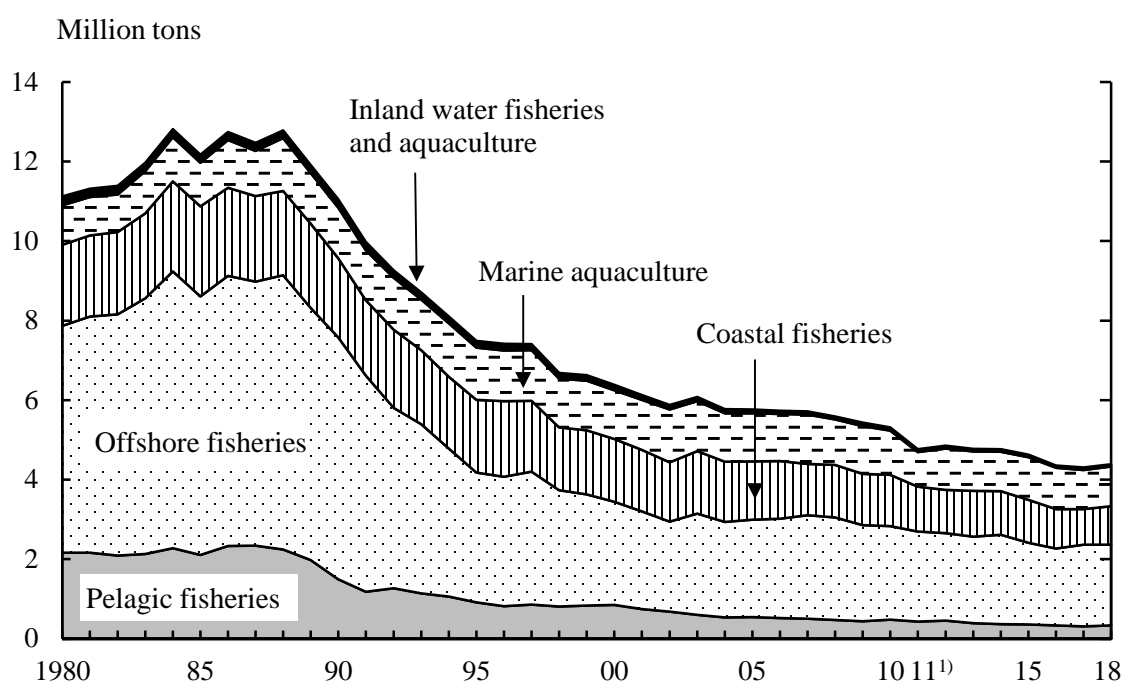 Million tons
14
12
10
8
6
4
2
0
Inland water fisheries
and aquaculture
Marine aquaculture
Coastal fisheries
Offshore fisheries
Pelagic fisheries
1980 85 90 95 00 05 10 11¹⁾ 15 18